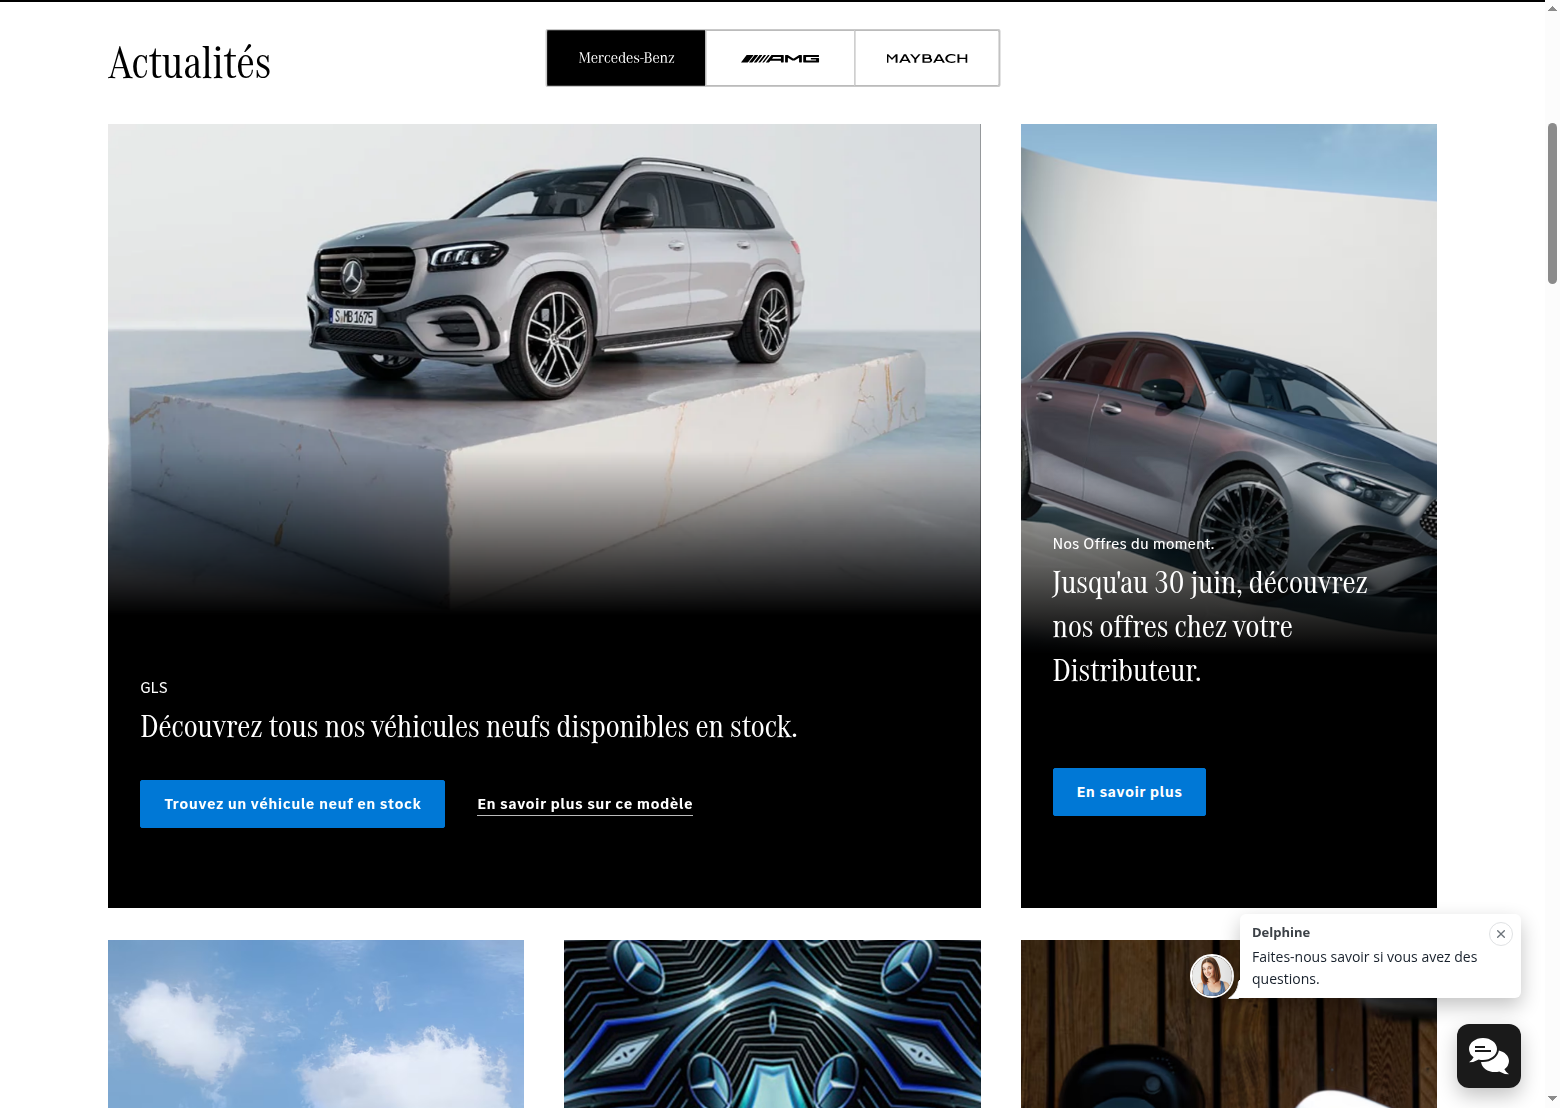 Actualités
Mercedes-Benz
AMG
MAYBACH
S MB 1675
GLS
Découvrez tous nos véhicules neufs disponibles en stock.
Trouvez un véhicule neuf en stock
En savoir plus sur ce modèle
Nos Offres du moment.
Jusqu'au 30 juin, découvrez
nos offres chez votre
Distributeur.
En savoir plus
Delphine
Faites-nous savoir si vous avez des
questions.